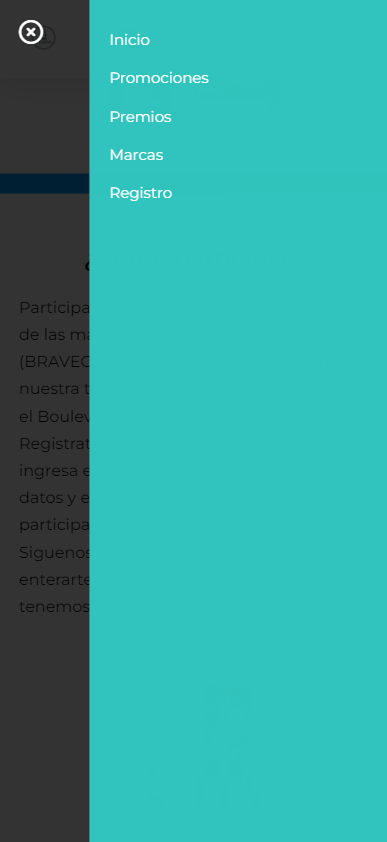 Inicio
Promociones
Premios
Marcas
Registro
¿
Participa
de las ma
(BRAVEC
nuestra t
el Boulev
Registrat
ingresa e
datos y e
participa
Siguenos
enterarte
tenemos